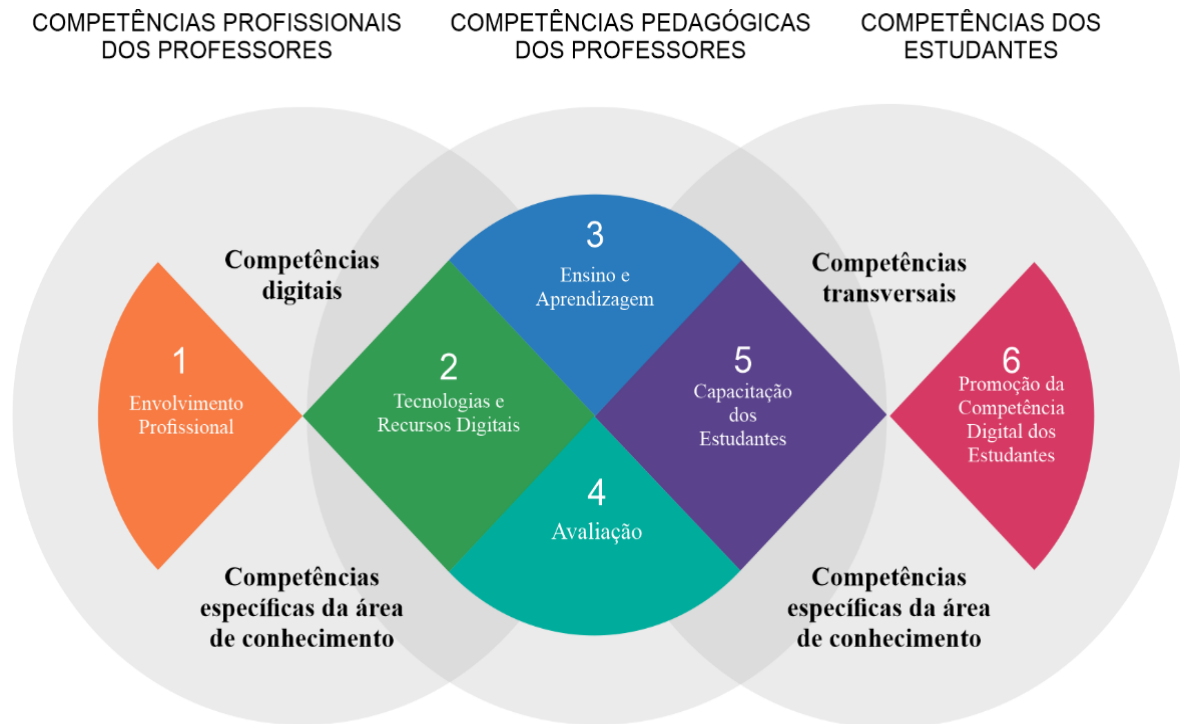 COMPETÊNCIAS PROFISSIONAIS
DOS PROFESSORES
COMPETÊNCIAS PEDAGÓGICAS
DOS PROFESSORES
COMPETÊNCIAS DOS
ESTUDANTES
Competências
digitais
Competências
transversais
1
Envolvimento
Profissional
2
Tecnologias e
Recursos Digitais
3
Ensino e
Aprendizagem
4
Avaliação
5
Capacitação
dos
Estudantes
6
Promoção da
Competência
Digital dos
Estudantes
Competências
específicas da área
de conhecimento
Competências
específicas da área
de conhecimento